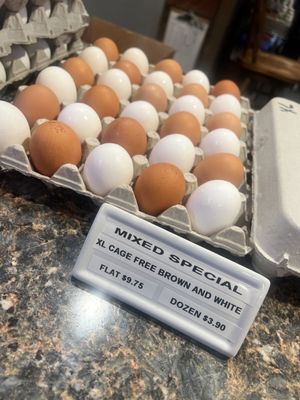 MIXED SPECIAL
XL CAGE FREE BROWN AND WHITE
FLAT $9.75
DOZEN $3.90